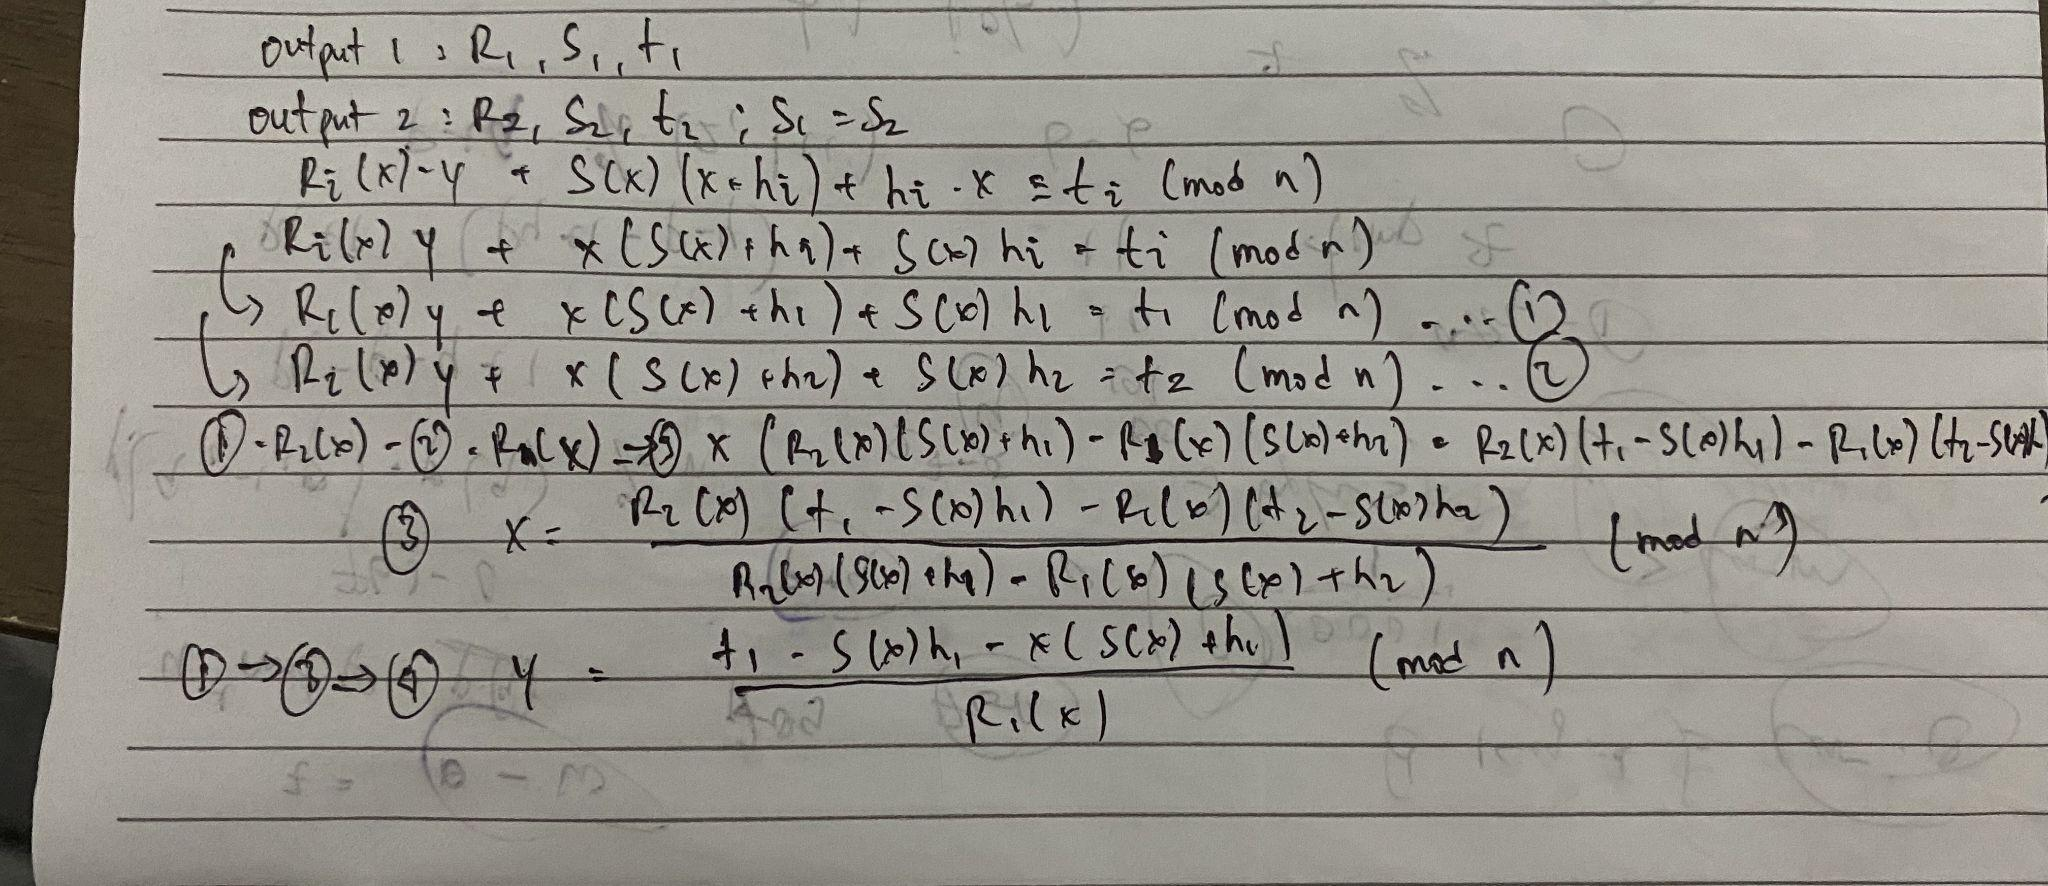 output 1 : R₁, S₁, t₁
output 2 : R₂, S₂, t₂ ; S₁ = S₂
Rᵢ(x)·y + S(x)(x+hᵢ) + hᵢ·x ≡ tᵢ (mod n)
Rᵢ(x) y + x(S(x)+hᵢ) + S(x) hᵢ = tᵢ (mod n)
↳ R₁(x) y + x(S(x)+h₁) + S(x) h₁ = t₁ (mod n) ... ①
↳ R₂(x) y + x(S(x)+h₂) + S(x) h₂ = t₂ (mod n) ... ②
①·R₂(x) - ②·R₁(x) → ③ x (R₂(x)(S(x)+h₁) - R₁(x)(S(x)+h₂) = R₂(x)(t₁-S(x)h₁) - R₁(x)(t₂-S(x)h
③ x = R₂(x)(t₁-S(x)h₁) - R₁(x)(t₂-S(x)h₂)
R₂(x)(S(x)+h₁) - R₁(x)(S(x)+h₂) (mod n)
① → ③ → ④ y = t₁ - S(x)h₁ - x(S(x)+h₁) (mod n)
R₁(x)